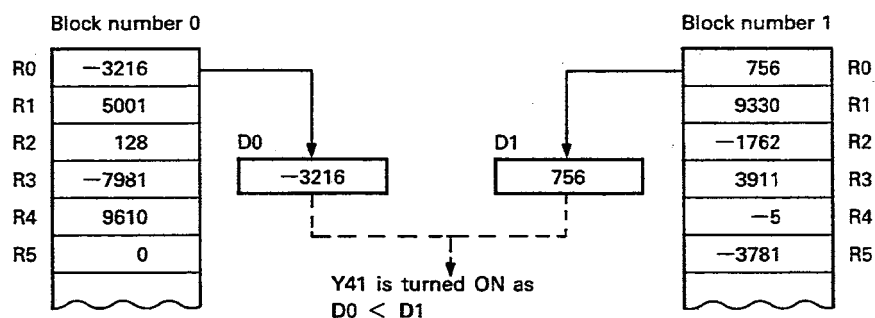 Block number 0
Block number 1
R0 −3216
R1 5001
R2 128
R3 −7981
R4 9610
R5 0
D0
−3216
D1
756
756 R0
9330 R1
−1762 R2
3911 R3
−5 R4
−3781 R5
Y41 is turned ON as
D0 < D1